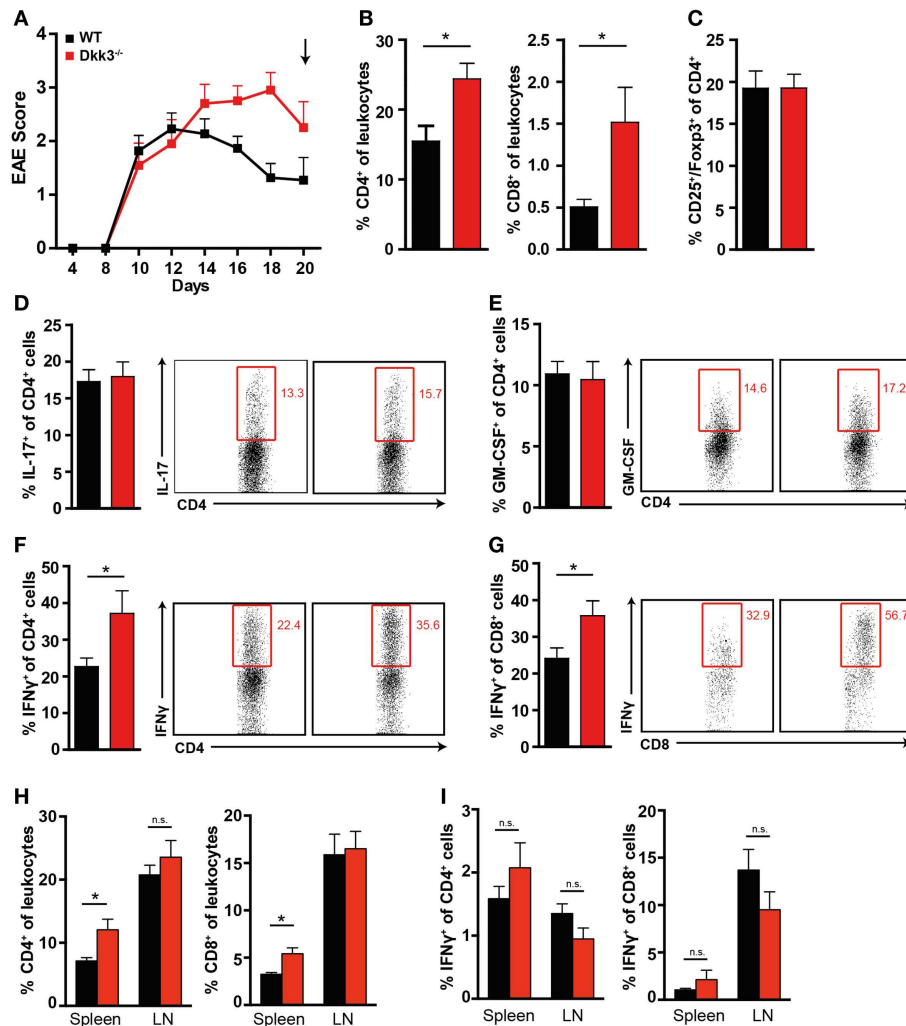 A
WT
Dkk3-/-
EAE Score
4
3
2
1
0
4 8 10 12 14 16 18 20
Days
B
% CD4+ of leukocytes
30
20
10
0
*
% CD8+ of leukocytes
2.5
2.0
1.5
1.0
0.5
0.0
*
C
% CD25+/Foxp3+ of CD4+
25
20
15
10
5
0
D
% IL-17+ of CD4+ cells
25
20
15
10
5
0
IL-17
13.3
15.7
CD4
E
% GM-CSF+ of CD4+ cells
15
10
5
0
GM-CSF
14.6
17.2
CD4
F
% IFNγ+ of CD4+ cells
50
40
30
20
10
0
*
IFNγ
22.4
35.6
CD4
G
% IFNγ+ of CD8+ cells
50
40
30
20
10
0
*
IFNγ
32.9
56.7
CD8
H
% CD4+ of leukocytes
30
20
10
0
*
n.s.
Spleen LN
% CD8+ of leukocytes
20
15
10
5
0
*
Spleen LN
I
% IFNγ+ of CD4+ cells
4
3
2
1
0
n.s.
n.s.
Spleen LN
% IFNγ+ of CD8+ cells
20
15
10
5
0
n.s.
n.s.
Spleen LN